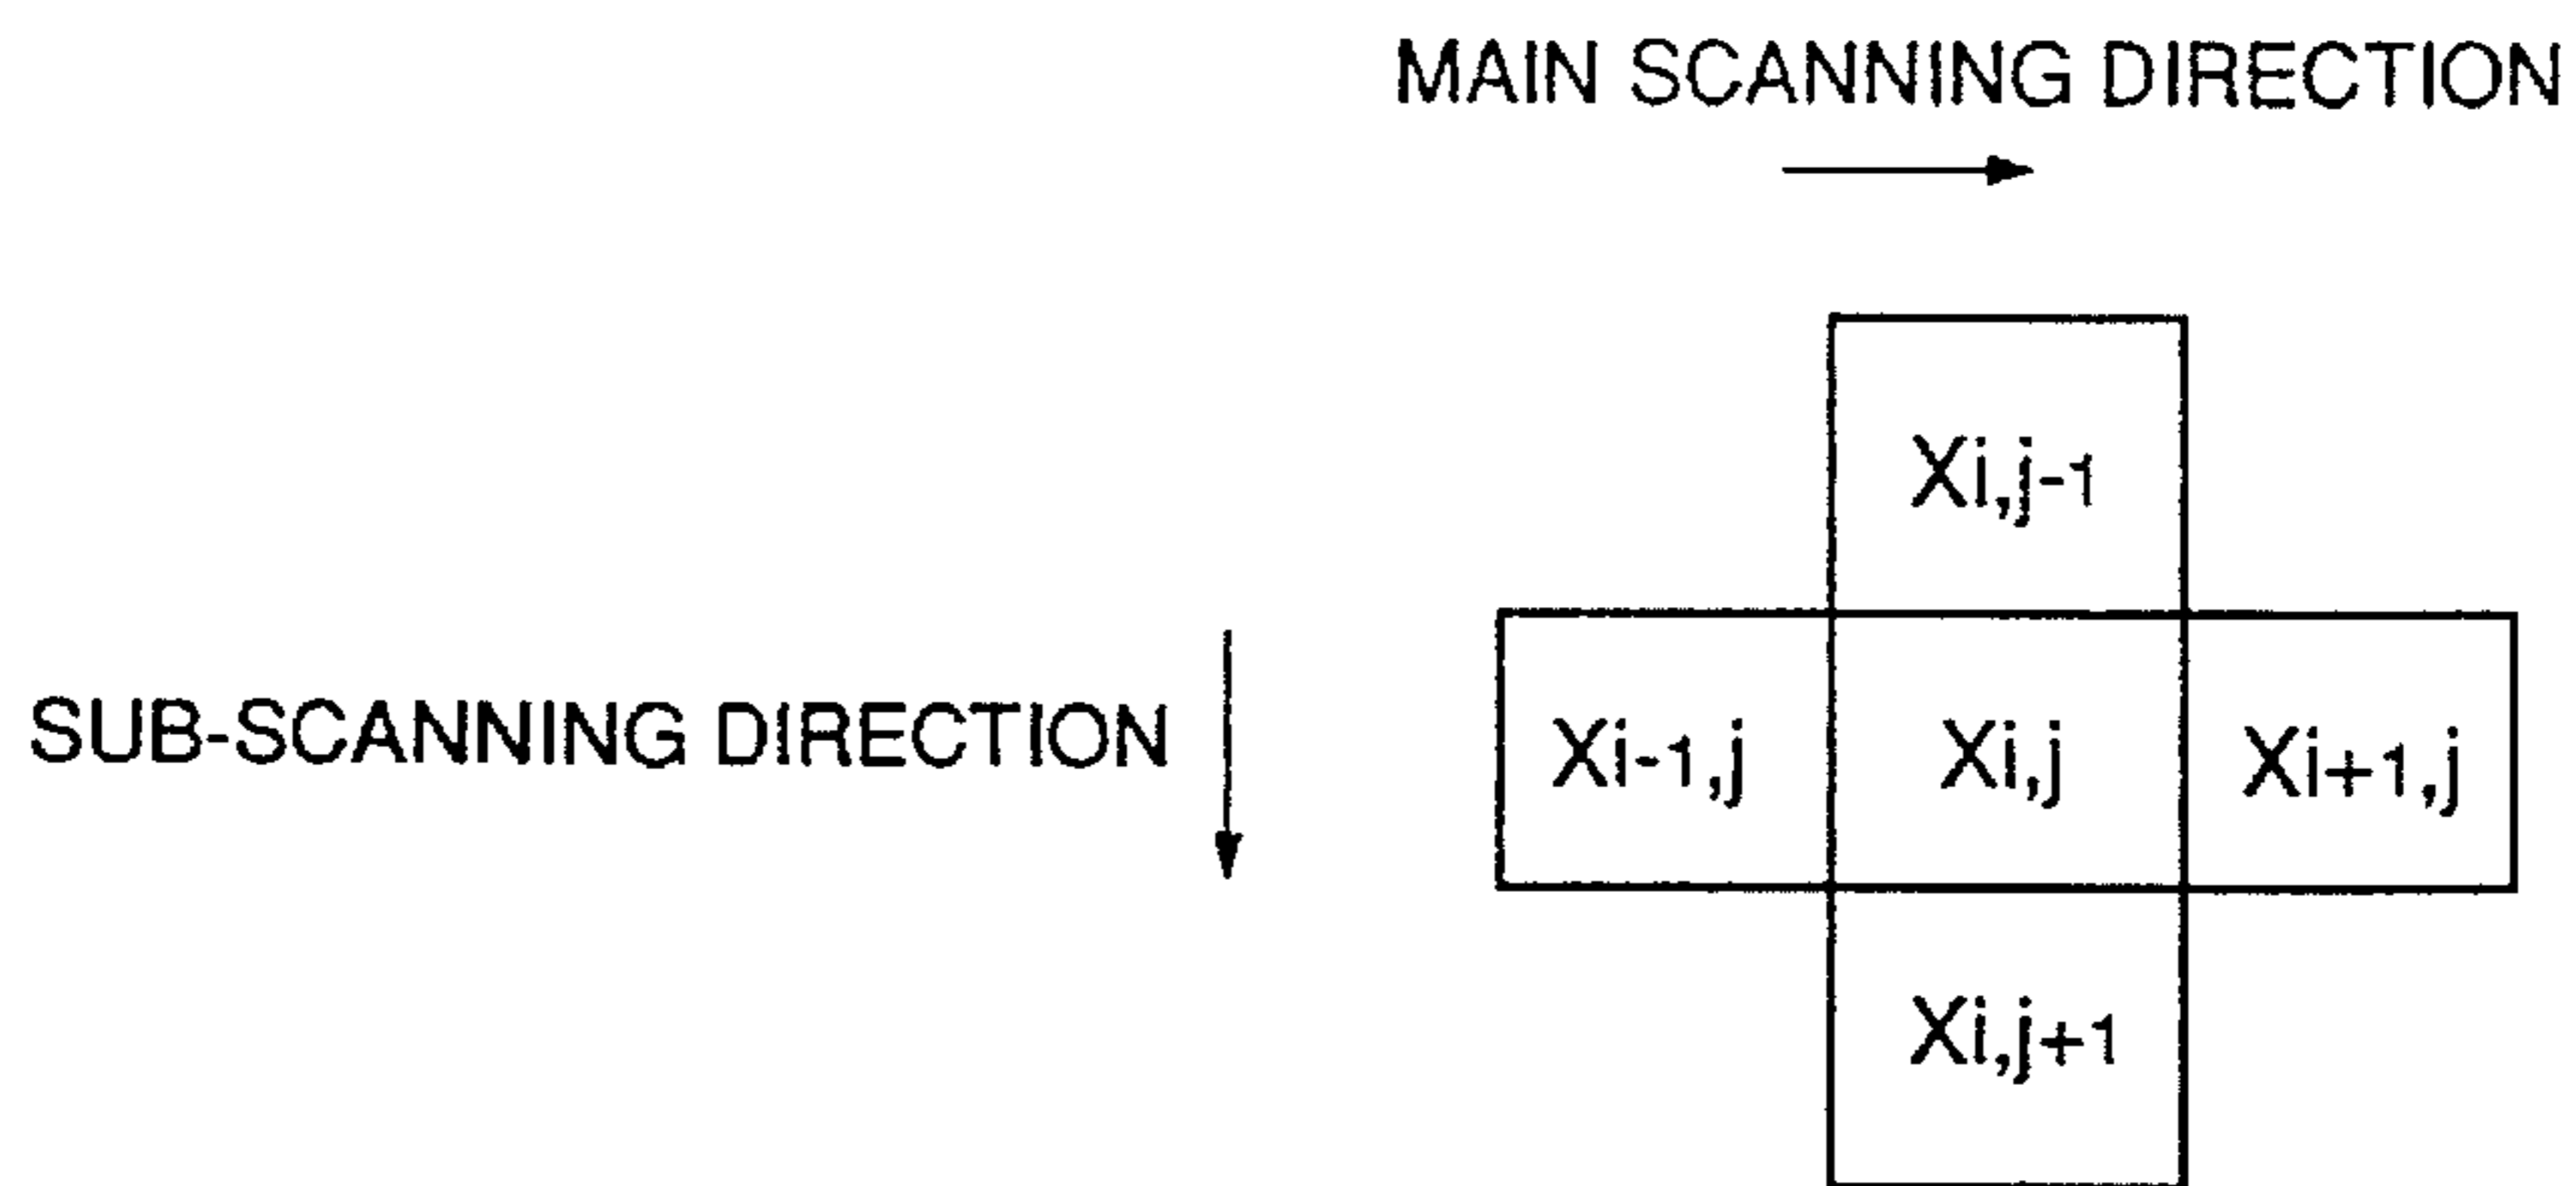 MAIN SCANNING DIRECTION
Xi,j-1
SUB-SCANNING DIRECTION
Xi-1,j
Xi,j
Xi+1,j
Xi,j+1